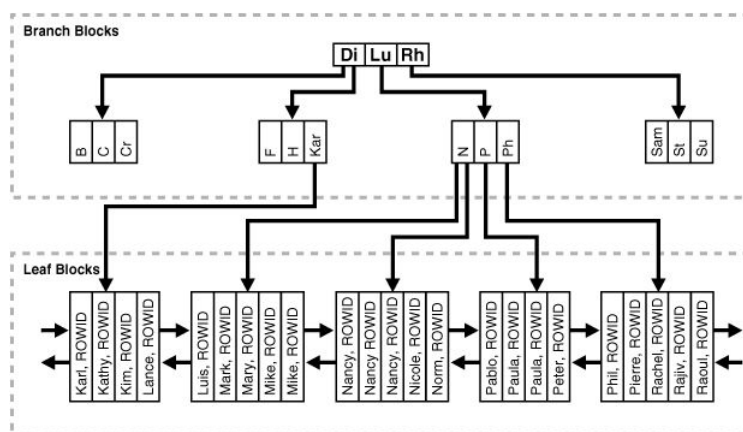 Branch Blocks
Di Lu Rh
B
C
Cr
F
H
Kar
N
P
Ph
Sam
St
Su
Leaf Blocks
Karl, ROWID
Kathy, ROWID
Kim, ROWID
Lance, ROWID
Luis, ROWID
Mark, ROWID
Mary, ROWID
Mike, ROWID
Mike, ROWID
Nancy, ROWID
Nancy, ROWID
Nancy, ROWID
Nicole, ROWID
Norm, ROWID
Pablo, ROWID
Paula, ROWID
Paula, ROWID
Peter, ROWID
Phil, ROWID
Pierre, ROWID
Rachel, ROWID
Rajiv, ROWID
Raoul, ROWID